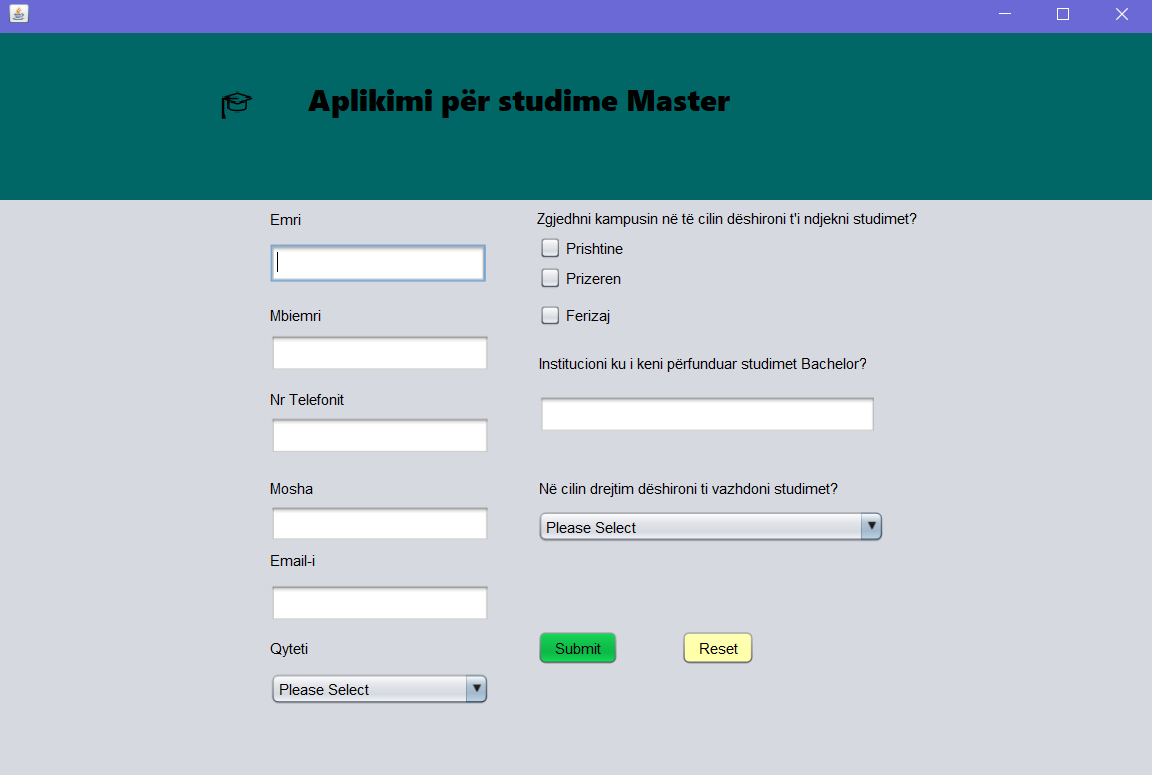 Aplikimi për studime Master
Emri
Mbiemri
Nr Telefonit
Mosha
Email-i
Qyteti
Please Select
Zgjedhni kampusin në të cilin dëshironi t'i ndjekni studimet?
Prishtine
Prizeren
Ferizaj
Institucioni ku i keni përfunduar studimet Bachelor?
Në cilin drejtim dëshironi ti vazhdoni studimet?
Please Select
Submit
Reset